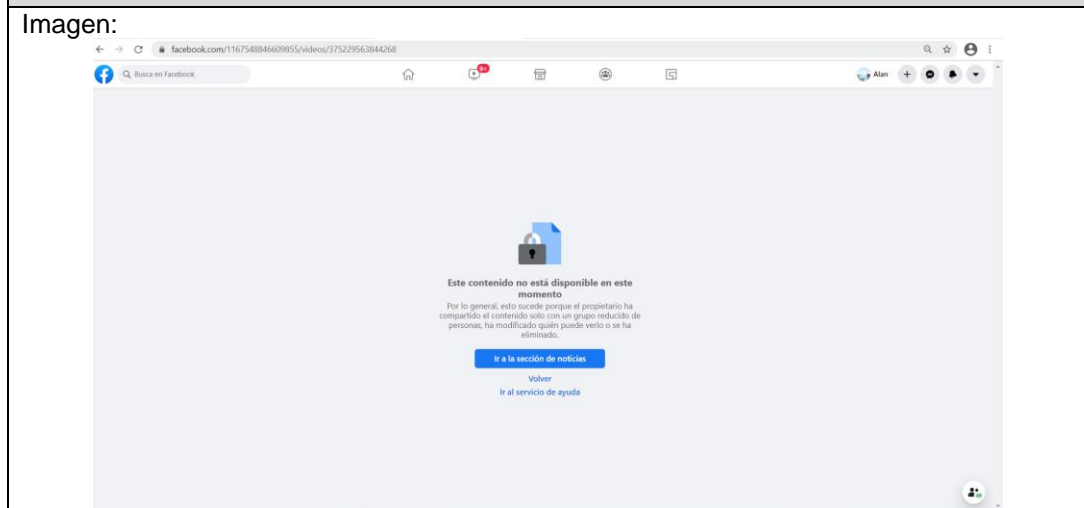 Imagen:
facebook.com/1167548846609855/videos/375229563844268
Busca en Facebook
9+
Alan
Este contenido no está disponible en este
momento
Por lo general, esto sucede porque el propietario ha
compartido el contenido solo con un grupo reducido de
personas, ha modificado quién puede verlo o se ha
eliminado.
Ir a la sección de noticias
Volver
Ir al servicio de ayuda